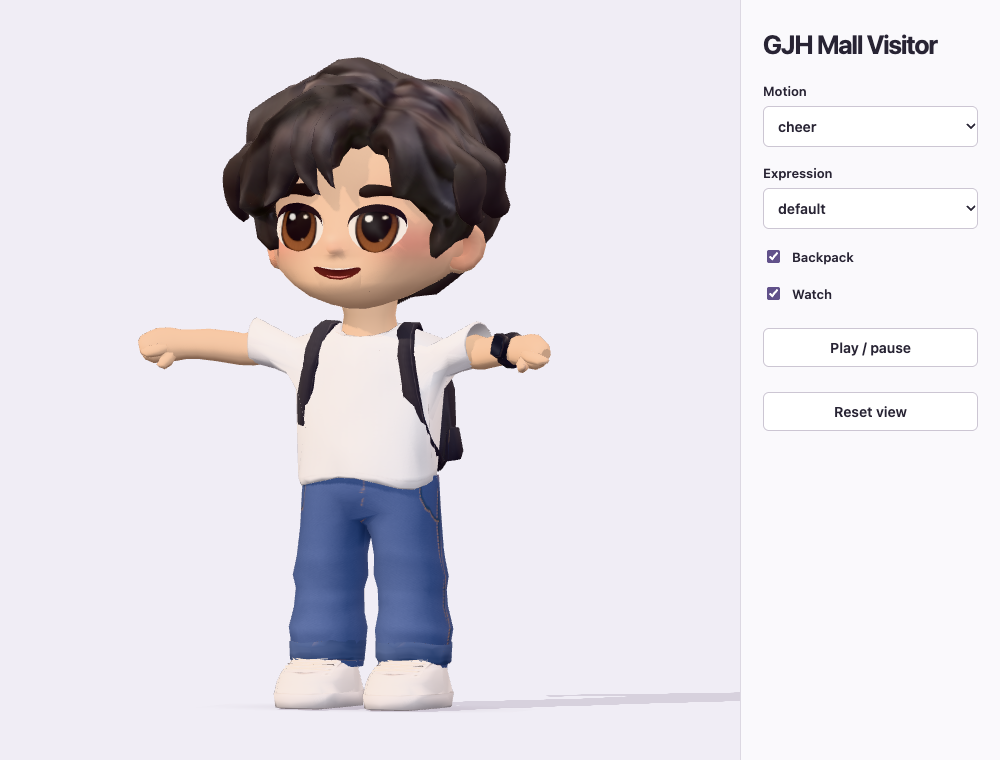 GJH Mall Visitor
Motion
cheer
Expression
default
Backpack
Watch
Play / pause
Reset view